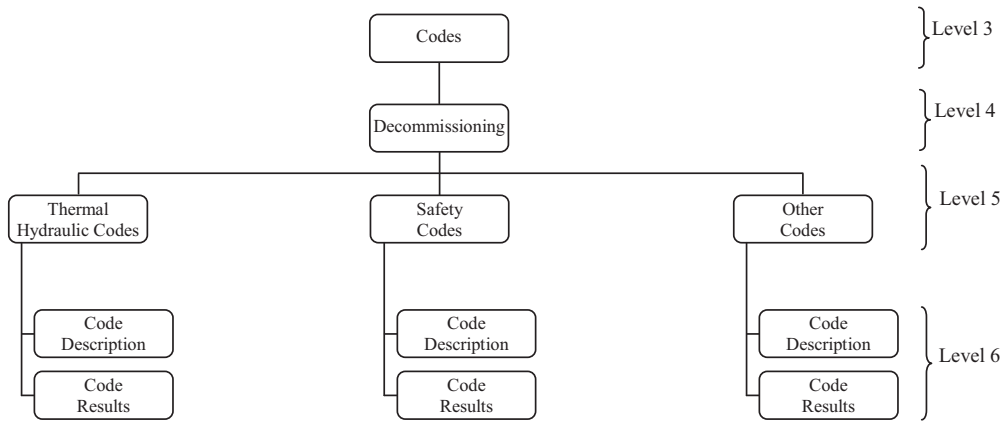 Codes
Level 3
Decommissioning
Level 4
Thermal
Hydraulic Codes
Safety
Codes
Other
Codes
Level 5
Code
Description
Code
Description
Code
Description
Level 6
Code
Results
Code
Results
Code
Results